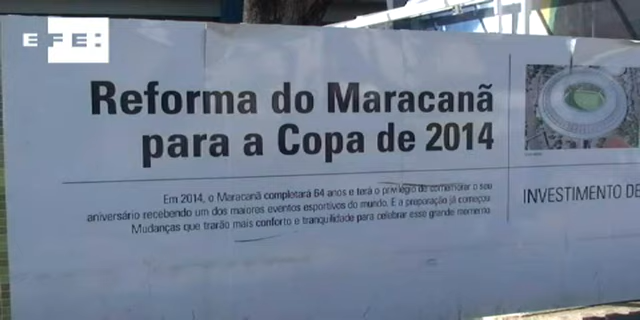 EFE:
Reforma do Maracanã
para a Copa de 2014
Em 2014, o Maracanã completará 64 anos e terá o privilégio de comemorar o seu
aniversário recebendo um dos maiores eventos esportivos do mundo. E a preparação já começou
Mudanças que trarão mais conforto e tranquilidade para celebrar esse grande momento
INVESTIMENTO DE